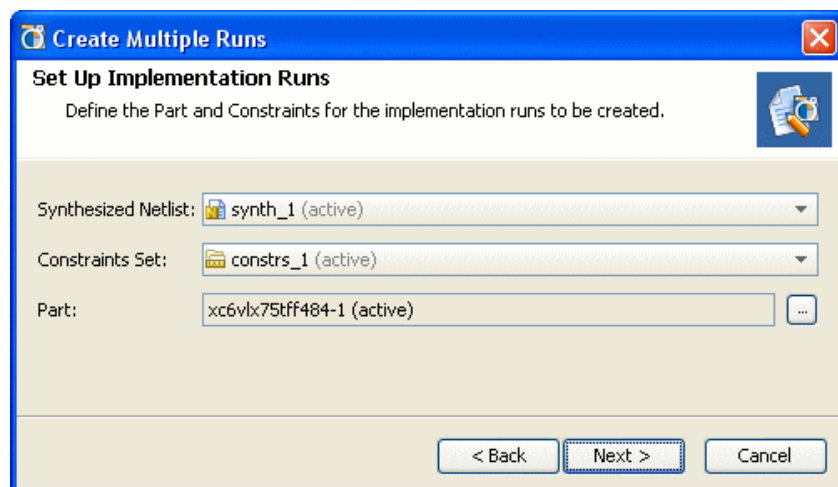 Create Multiple Runs
Set Up Implementation Runs
Define the Part and Constraints for the implementation runs to be created.
Synthesized Netlist: synth_1 (active)
Constraints Set: constrs_1 (active)
Part: xc6vlx75tff484-1 (active) ...
< Back Next > Cancel